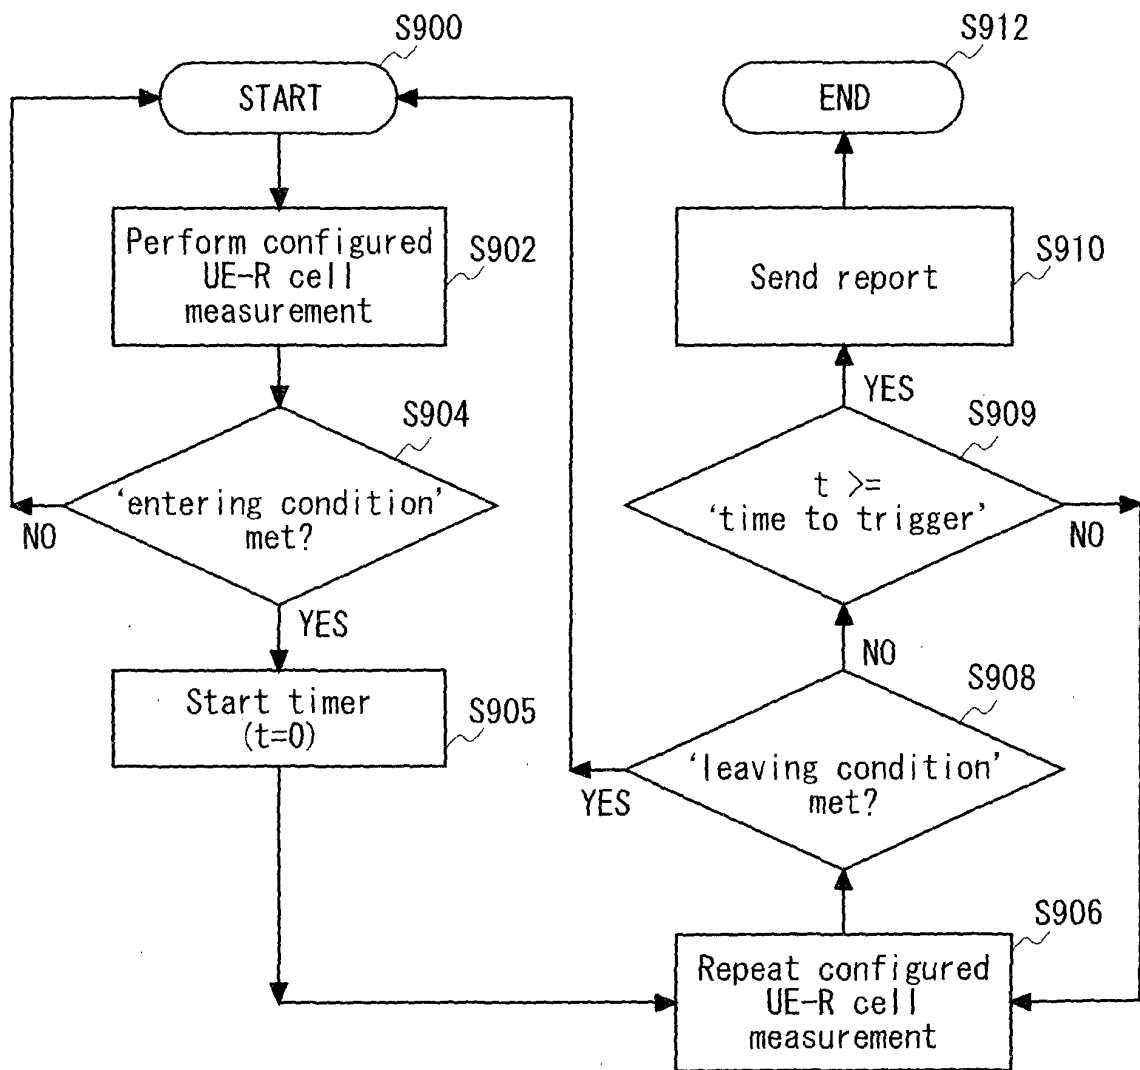 S900
START
Perform configured
UE-R cell
measurement
S902
S904
‘entering condition’
met?
NO
YES
Start timer
(t=0)
S905
S912
END
Send report
S910
YES
S909
t >=
‘time to trigger’
NO
NO
S908
‘leaving condition’
met?
YES
S906
Repeat configured
UE-R cell
measurement